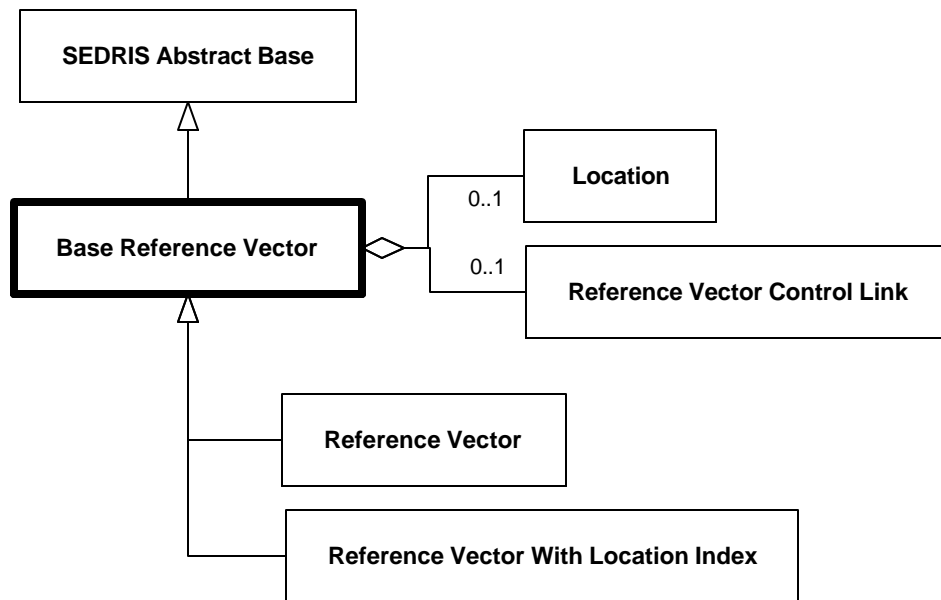 SEDRIS Abstract Base
Location
0..1
Base Reference Vector
0..1
Reference Vector Control Link
Reference Vector
Reference Vector With Location Index